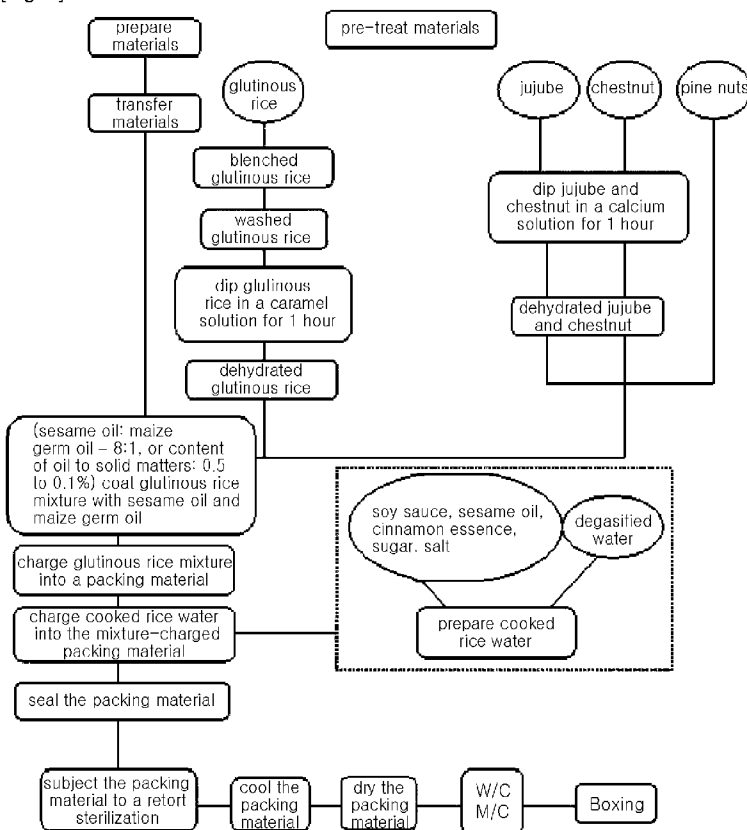 prepare
materials
pre-treat materials
transfer
materials
glutinous
rice
jujube
chestnut
pine nuts
blenched
glutinous rice
washed
glutinous rice
dip glutinous
rice in a caramel
solution for 1 hour
dehydrated
glutinous rice
dip jujube and
chestnut in a calcium
solution for 1 hour
dehydrated jujube
and chestnut
(sesame oil: maize
germ oil - 8:1, or content
of oil to solid matters: 0.5
to 0.1%) coat glutinous rice
mixture with sesame oil and
maize germ oil
soy sauce, sesame oil,
cinnamon essence,
sugar, salt
degasified
water
prepare cooked
rice water
charge glutinous rice mixture
into a packing material
charge cooked rice water
into the mixture-charged
packing material
seal the packing material
subject the packing
material to a retort
sterilization
cool the
packing
material
dry the
packing
material
W/C
M/C
Boxing